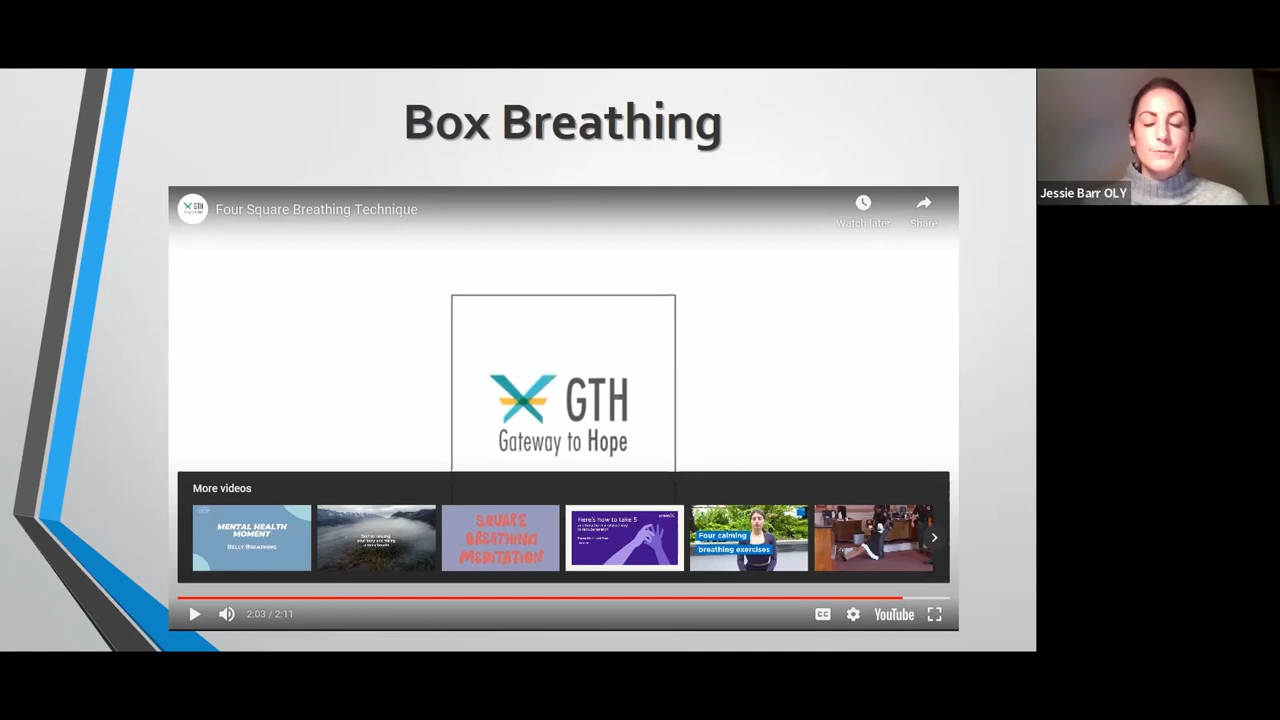 Box Breathing
GTH
Four Square Breathing Technique
Watch later
Share
GTH
Gateway to Hope
More videos
MENTAL HEALTH
MOMENT
BELLY BREATHING
SQUARE
BREATHING
MEDITATION
Here's how to take 5
Four calming
breathing exercises
2:03 / 2:11
CC
YouTube
Jessie Barr OLY